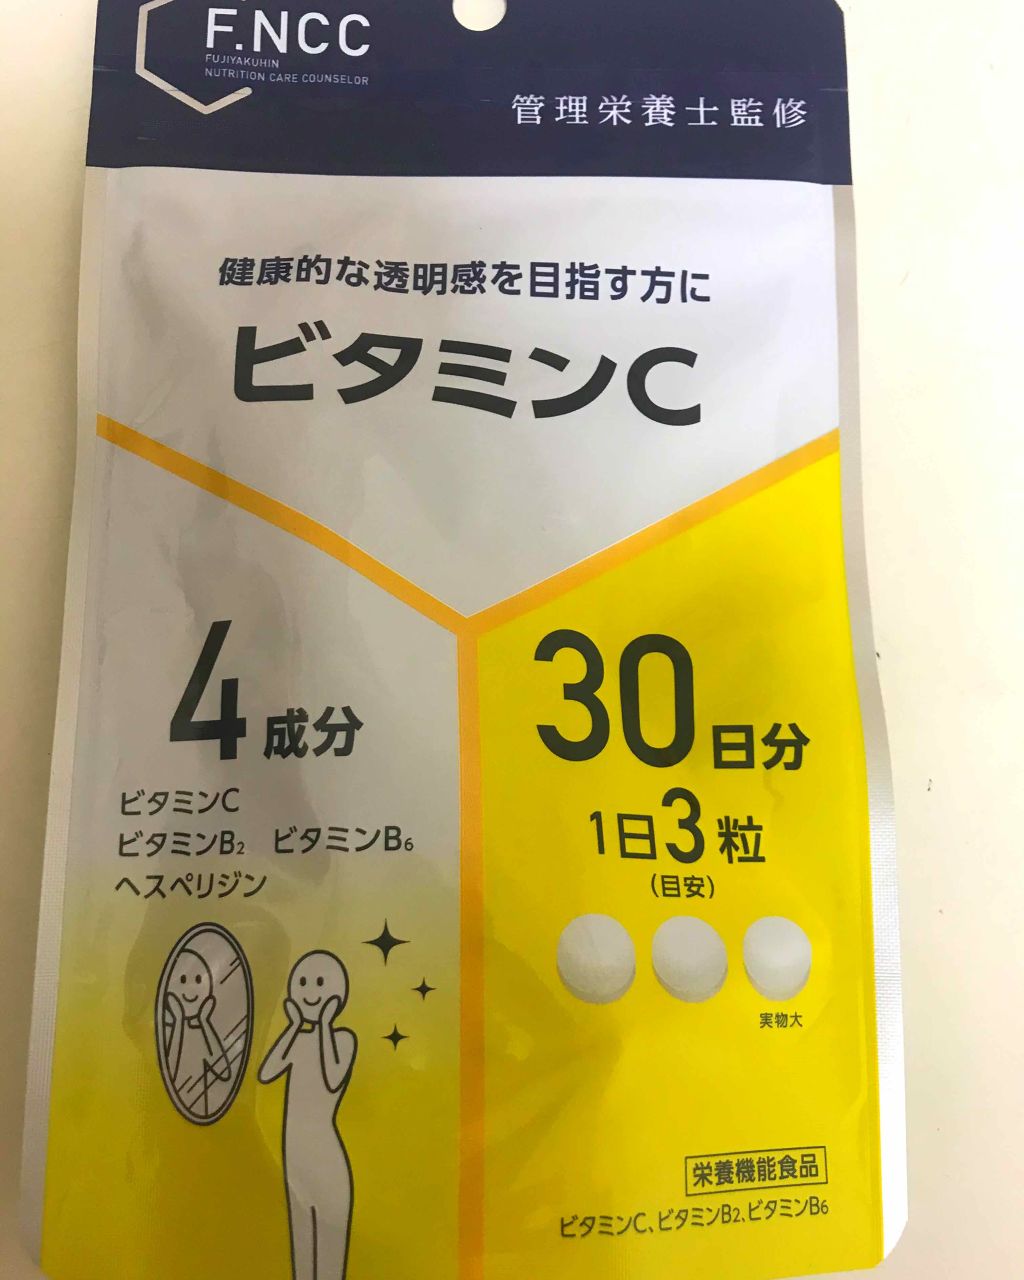 F.NCC
FUJIYAKUHIN
NUTRITION CARE COUNSELOR
管理栄養士監修
健康的な透明感を目指す方に
ビタミンC
4成分
ビタミンC
ビタミンB2 ビタミンB6
ヘスペリジン
30日分
1日3粒
(目安)
実物大
栄養機能食品
ビタミンC、ビタミンB2、ビタミンB6